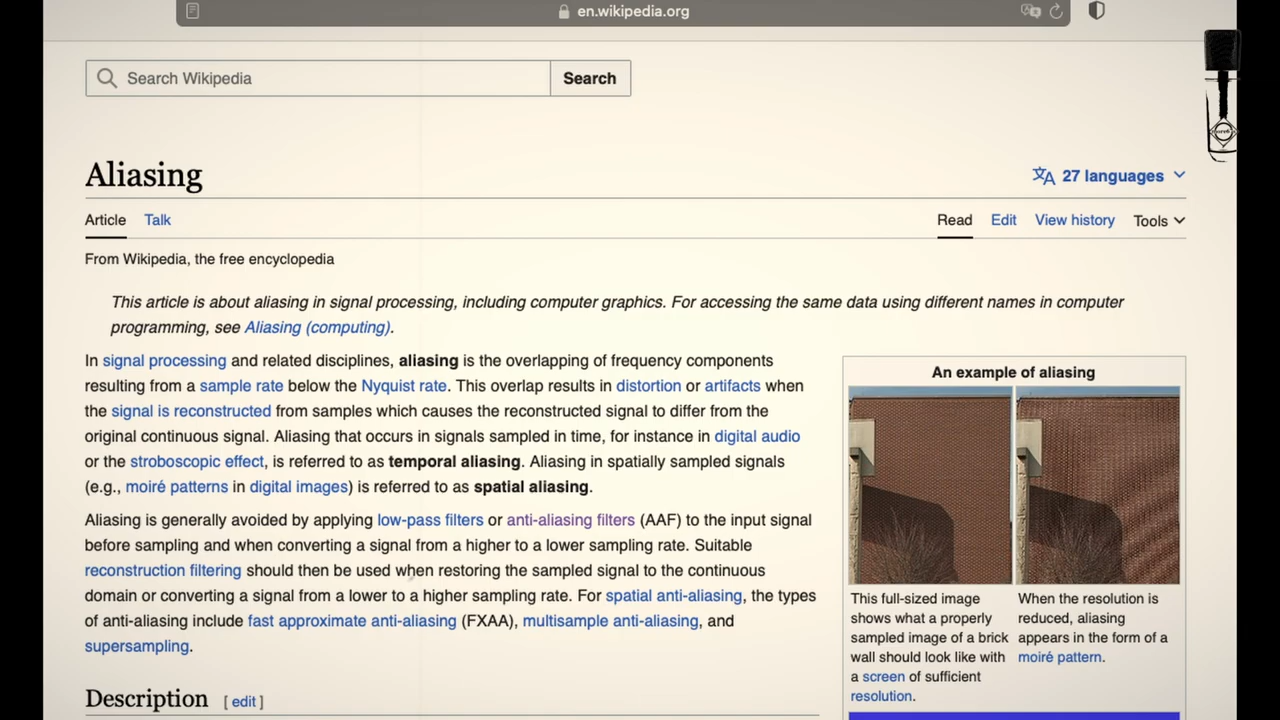 en.wikipedia.org
Search Wikipedia
Search
Aliasing
27 languages
Article Talk
Read Edit View history Tools
From Wikipedia, the free encyclopedia
This article is about aliasing in signal processing, including computer graphics. For accessing the same data using different names in computer
programming, see Aliasing (computing).
In signal processing and related disciplines, aliasing is the overlapping of frequency components
resulting from a sample rate below the Nyquist rate. This overlap results in distortion or artifacts when
the signal is reconstructed from samples which causes the reconstructed signal to differ from the
original continuous signal. Aliasing that occurs in signals sampled in time, for instance in digital audio
or the stroboscopic effect, is referred to as temporal aliasing. Aliasing in spatially sampled signals
(e.g., moiré patterns in digital images) is referred to as spatial aliasing.
Aliasing is generally avoided by applying low-pass filters or anti-aliasing filters (AAF) to the input signal
before sampling and when converting a signal from a higher to a lower sampling rate. Suitable
reconstruction filtering should then be used when restoring the sampled signal to the continuous
domain or converting a signal from a lower to a higher sampling rate. For spatial anti-aliasing, the types
of anti-aliasing include fast approximate anti-aliasing (FXAA), multisample anti-aliasing, and
supersampling.
Description [ edit ]
An example of aliasing
This full-sized image
shows what a properly
sampled image of a brick
wall should look like with
a screen of sufficient
resolution.
When the resolution is
reduced, aliasing
appears in the form of a
moiré pattern.